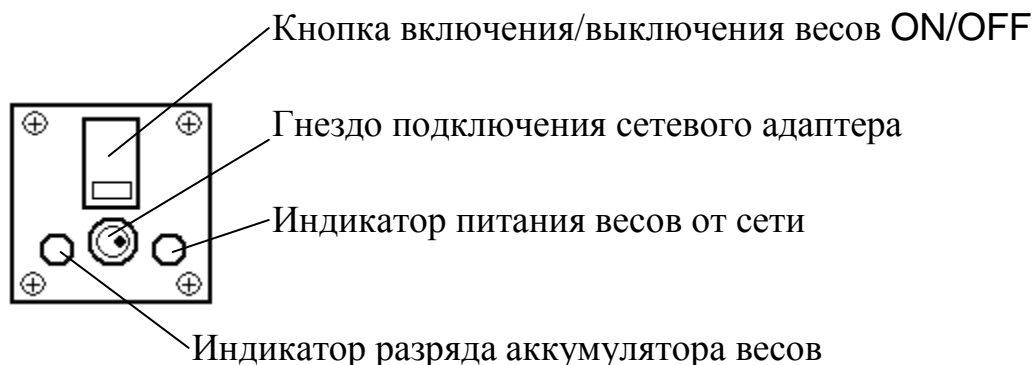 Кнопка включения/выключения весов ON/OFF
Гнездо подключения сетевого адаптера
Индикатор питания весов от сети
Индикатор разряда аккумулятора весов